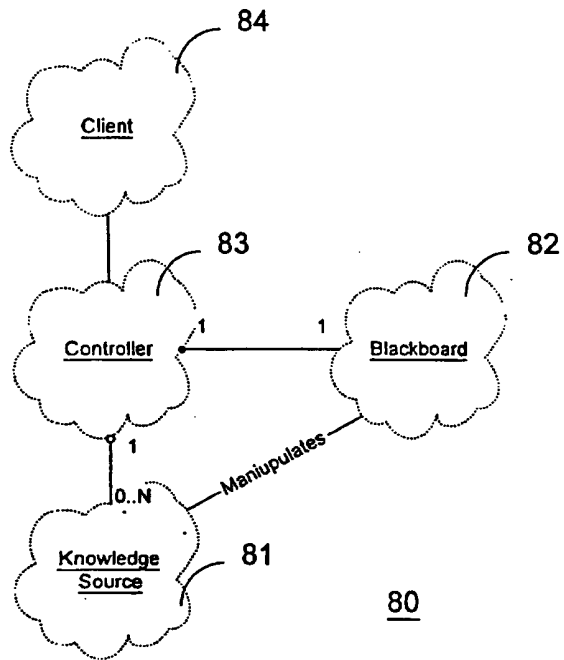 84
Client
83
82
1
1
Controller
Blackboard
1
Maniupulates
0..N
Knowledge
Source
81
80